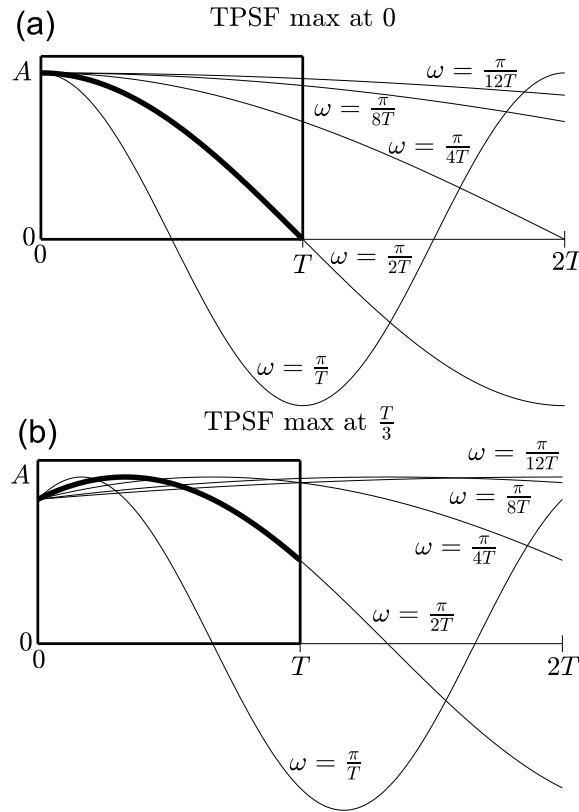 (a)
TPSF max at 0
A
ω = π/12T
ω = π/8T
ω = π/4T
0
0
T
ω = π/2T
2T
ω = π/T
(b)
TPSF max at T/3
A
ω = π/12T
ω = π/8T
ω = π/4T
ω = π/2T
0
0
T
2T
ω = π/T